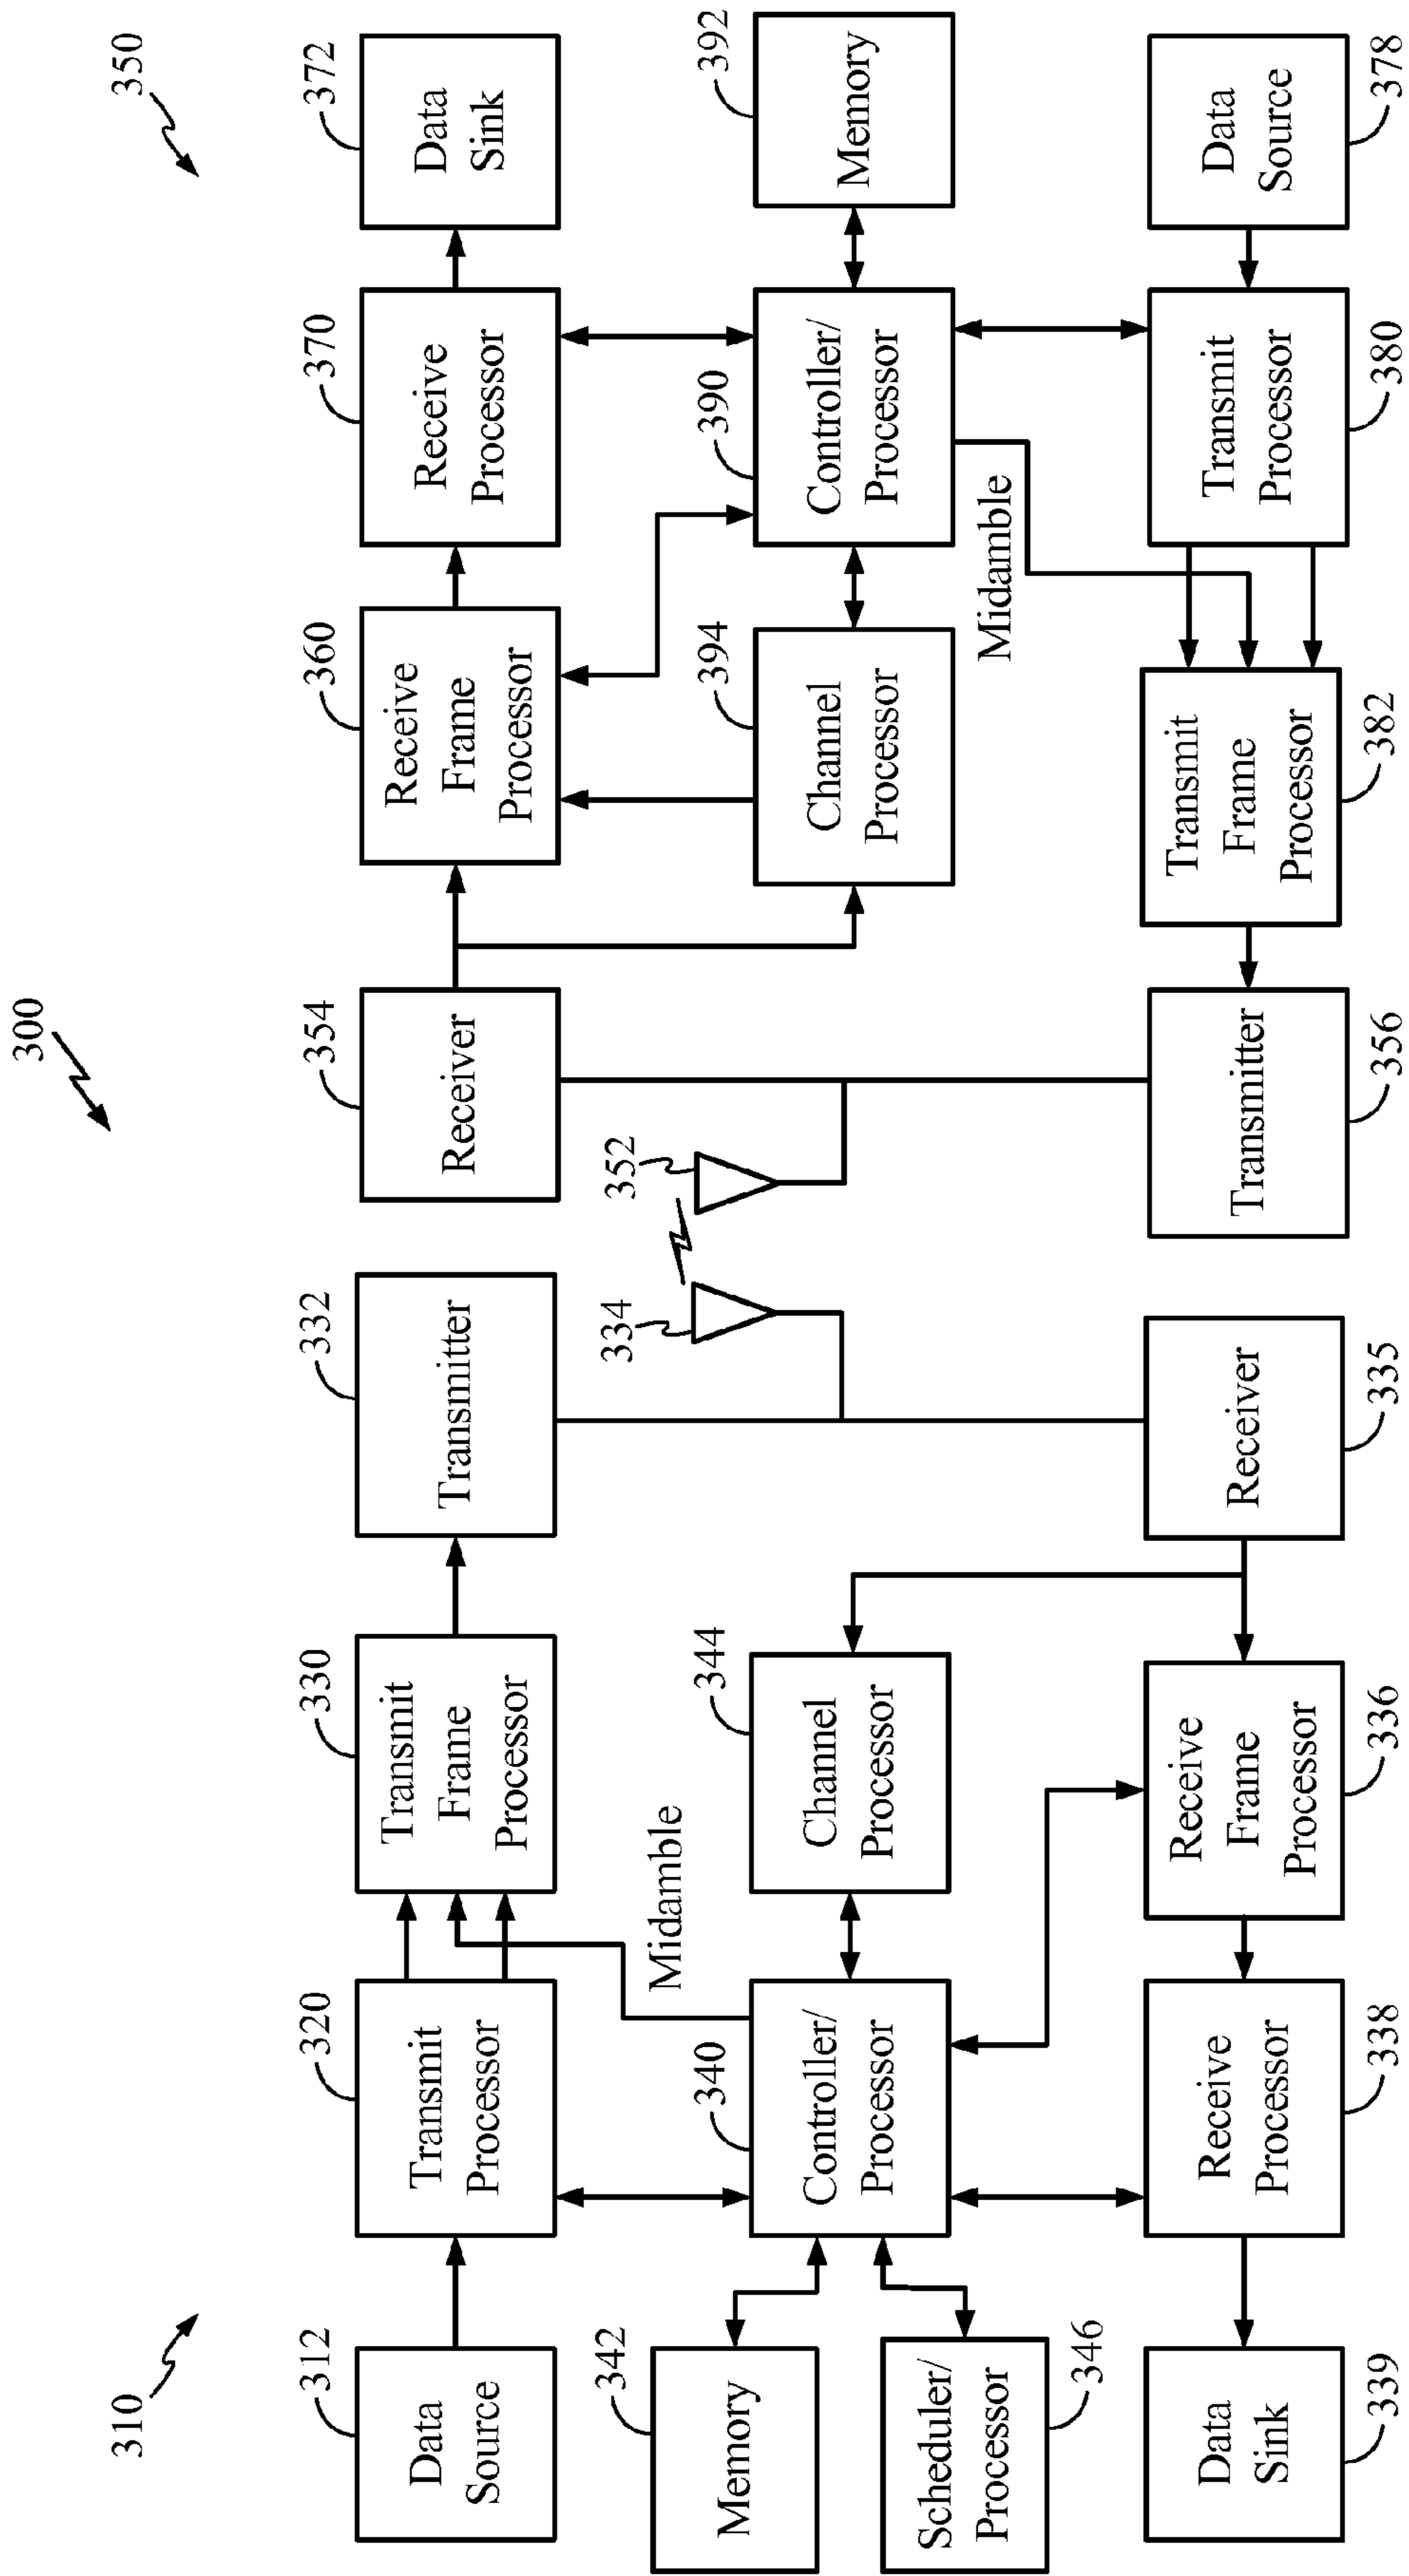 300
310
350
312
Data
Source
320
Transmit
Processor
330
Transmit
Frame
Processor
332
Transmitter
354
Receiver
360
Receive
Frame
Processor
370
Receive
Processor
372
Data
Sink
Midamble
334
352
342
Memory
340
Controller/
Processor
344
Channel
Processor
394
Channel
Processor
390
Controller/
Processor
392
Memory
Scheduler/
Processor
346
Midamble
Data
Sink
339
Receive
Processor
338
Receive
Frame
Processor
336
Receiver
335
Transmitter
356
Transmit
Frame
Processor
382
Transmit
Processor
380
Data
Source
378